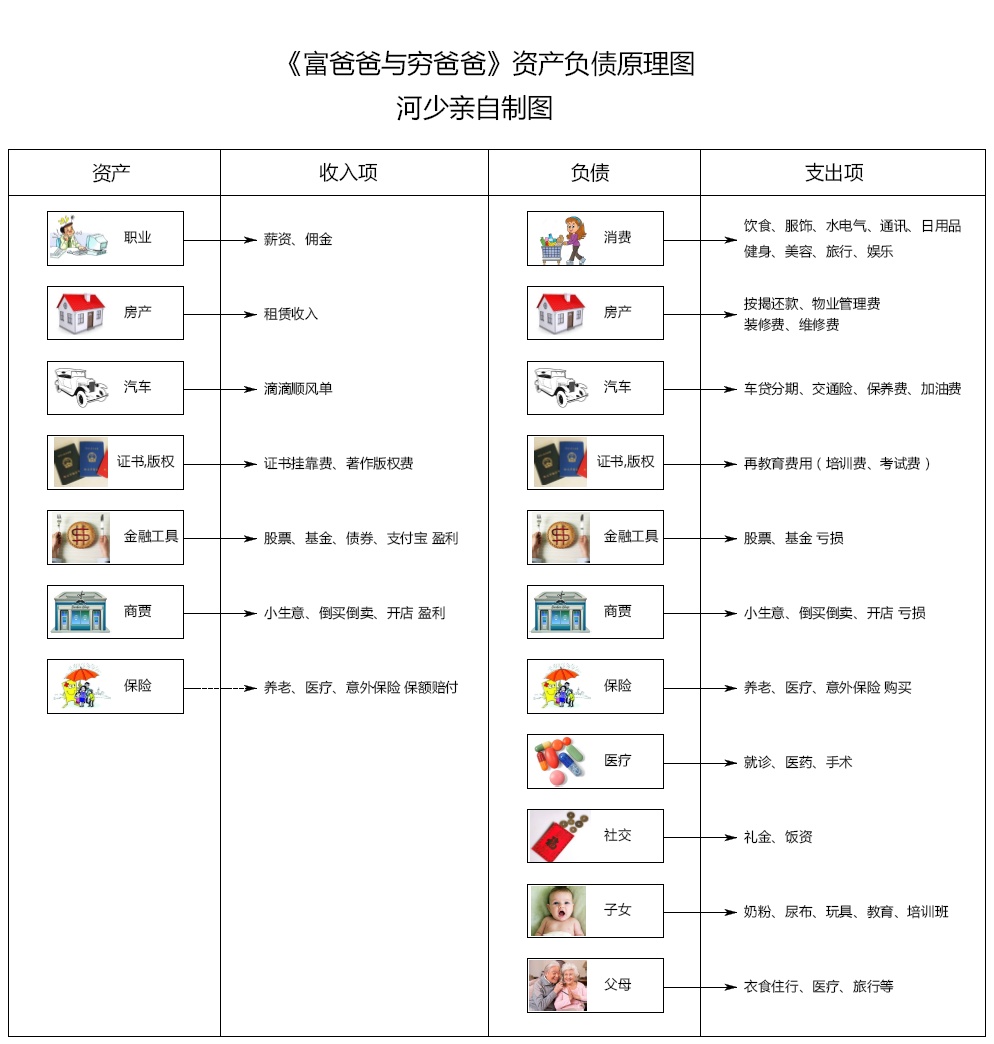 《富爸爸与穷爸爸》资产负债原理图
河少亲自制图
资产
收入项
负债
支出项
职业
薪资、佣金
消费
饮食、服饰、水电气、通讯、日用品
健身、美容、旅行、娱乐
房产
租赁收入
房产
按揭还款、物业管理费
装修费、维修费
汽车
滴滴顺风单
汽车
车贷分期、交通险、保养费、加油费
证书,版权
证书挂靠费、著作版权费
证书,版权
再教育费用（培训费、考试费）
金融工具
股票、基金、债券、支付宝 盈利
金融工具
股票、基金 亏损
商贾
小生意、倒买倒卖、开店 盈利
商贾
小生意、倒买倒卖、开店 亏损
保险
养老、医疗、意外保险 保额赔付
保险
养老、医疗、意外保险 购买
医疗
就诊、医药、手术
社交
礼金、饭资
子女
奶粉、尿布、玩具、教育、培训班
父母
衣食住行、医疗、旅行等